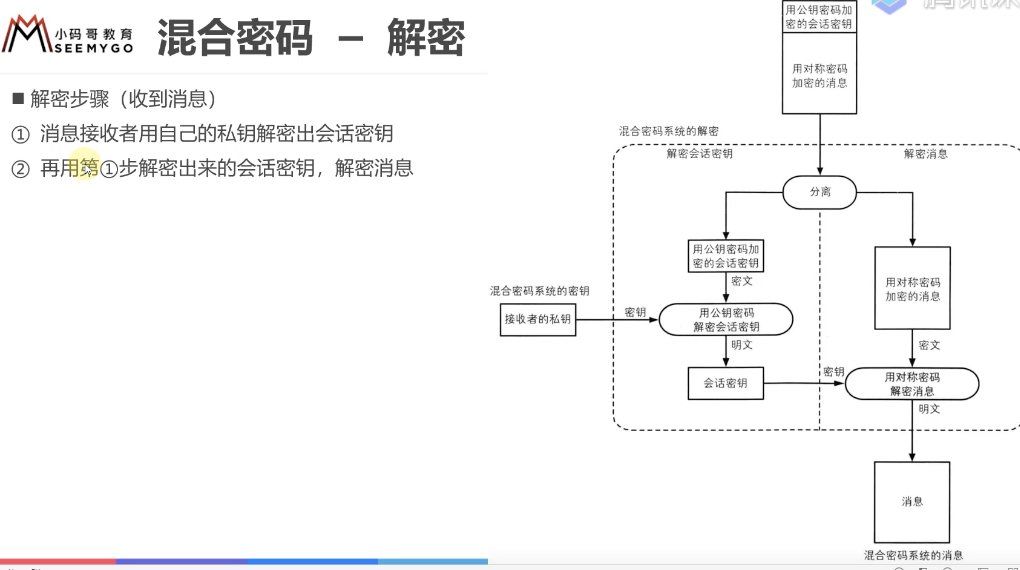 小码哥教育
SEEMYGO
混合密码 － 解密
■ 解密步骤（收到消息）
① 消息接收者用自己的私钥解密出会话密钥
② 再用第①步解密出来的会话密钥，解密消息
用公钥密码加
密的会话密钥
用对称密码
加密的消息
混合密码系统的解密
解密会话密钥
解密消息
分离
用公钥密码加
密的会话密钥
密文
用对称密码
加密的消息
混合密码系统的密钥
接收者的私钥
密钥
用公钥密码
解密会话密钥
明文
密文
会话密钥
密钥
用对称密码
解密消息
明文
消息
混合密码系统的消息